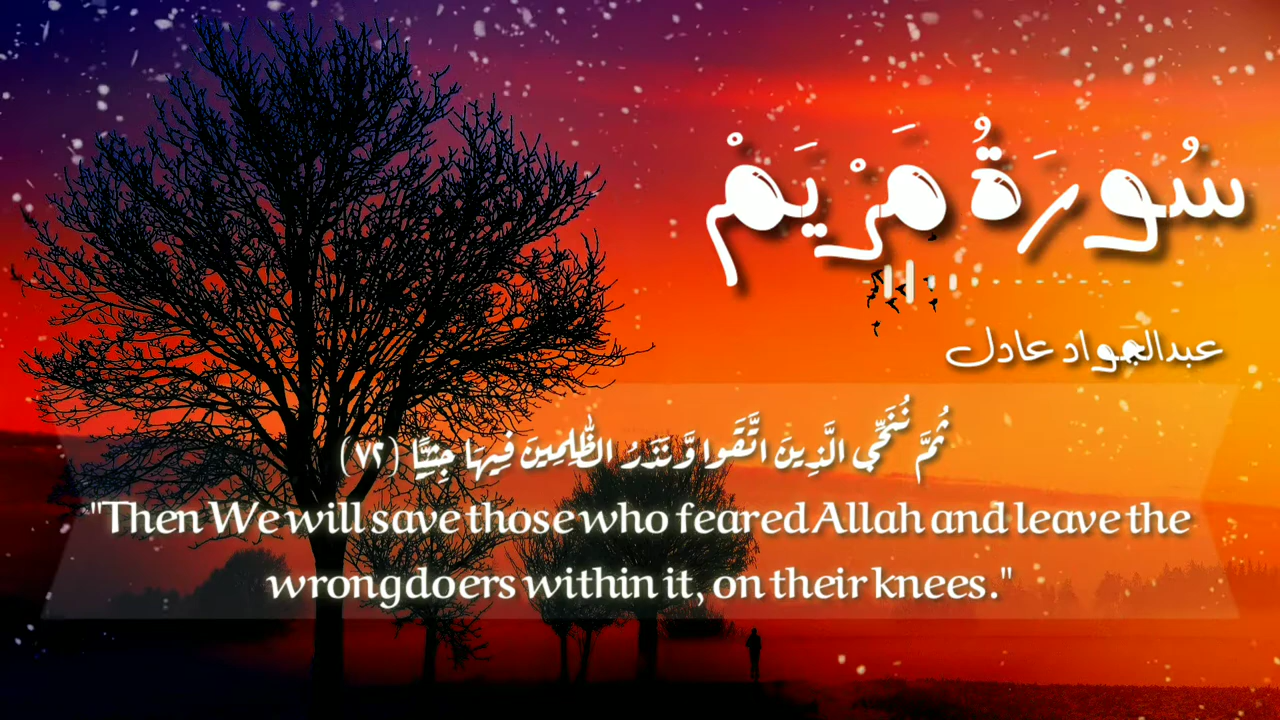 سُورَةُ مَرْيَمْ
عبدالجواد عادل
ثُمَّ نُنَجِّي الَّذِينَ اتَّقَوا وَّنَذَرُ الظّٰلِمِينَ فِيهَا جِثِيًّا (٧٢)
"Then We will save those who feared Allah and leave the
wrongdoers within it, on their knees."